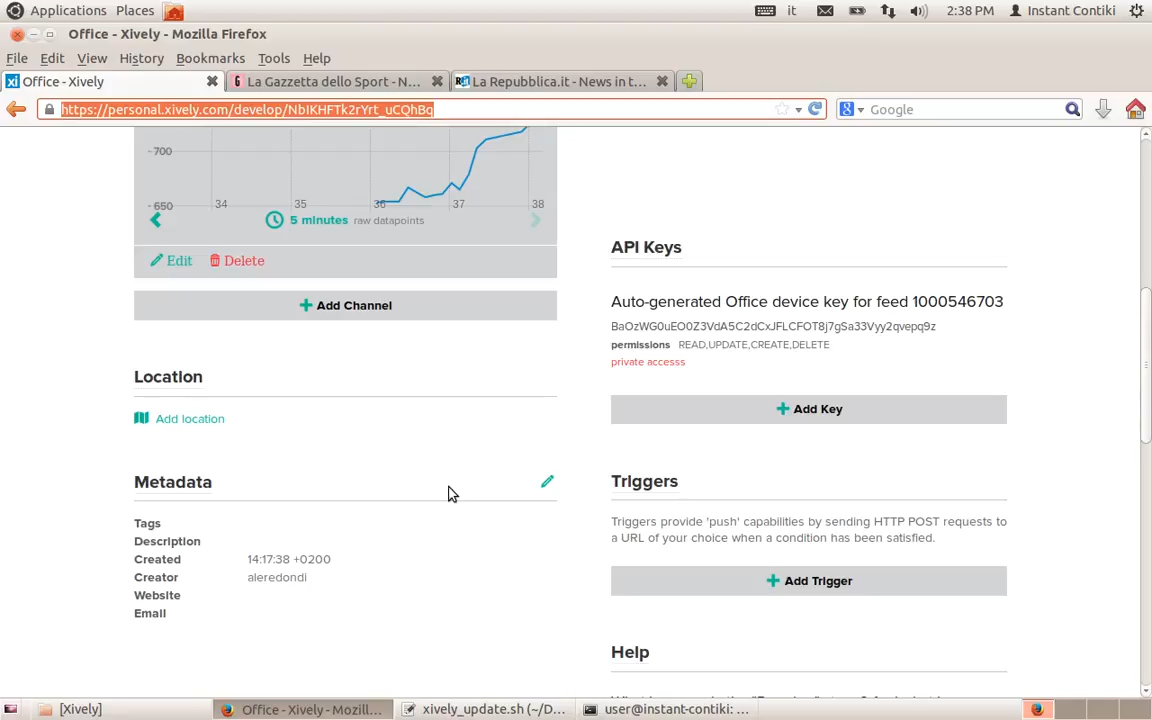 Applications Places it 2:38 PM Instant Contiki
Office - Xively - Mozilla Firefox
File Edit View History Bookmarks Tools Help
xi Office - Xively G La Gazzetta dello Sport - N... R.it La Repubblica.it - News in t...
https://personal.xively.com/develop/NbIKHFTk2rYrt_uCQhBq Google
- 700
- 650 34 35 36 37 38
5 minutes raw datapoints
Edit Delete
Add Channel
Location
Add location
Metadata
Tags
Description
Created 14:17:38 +0200
Creator aleredondi
Website
Email
API Keys
Auto-generated Office device key for feed 1000546703
BaOzWG0uEO0Z3VdA5C2dCxJFLCFOT8j7gSa33Vyy2qvepq9z
permissions READ,UPDATE,CREATE,DELETE
private accesss
Add Key
Triggers
Triggers provide 'push' capabilities by sending HTTP POST requests to
a URL of your choice when a condition has been satisfied.
Add Trigger
Help
[Xively] Office - Xively - Mozill... xively_update.sh (~/D... user@instant-contiki: ...